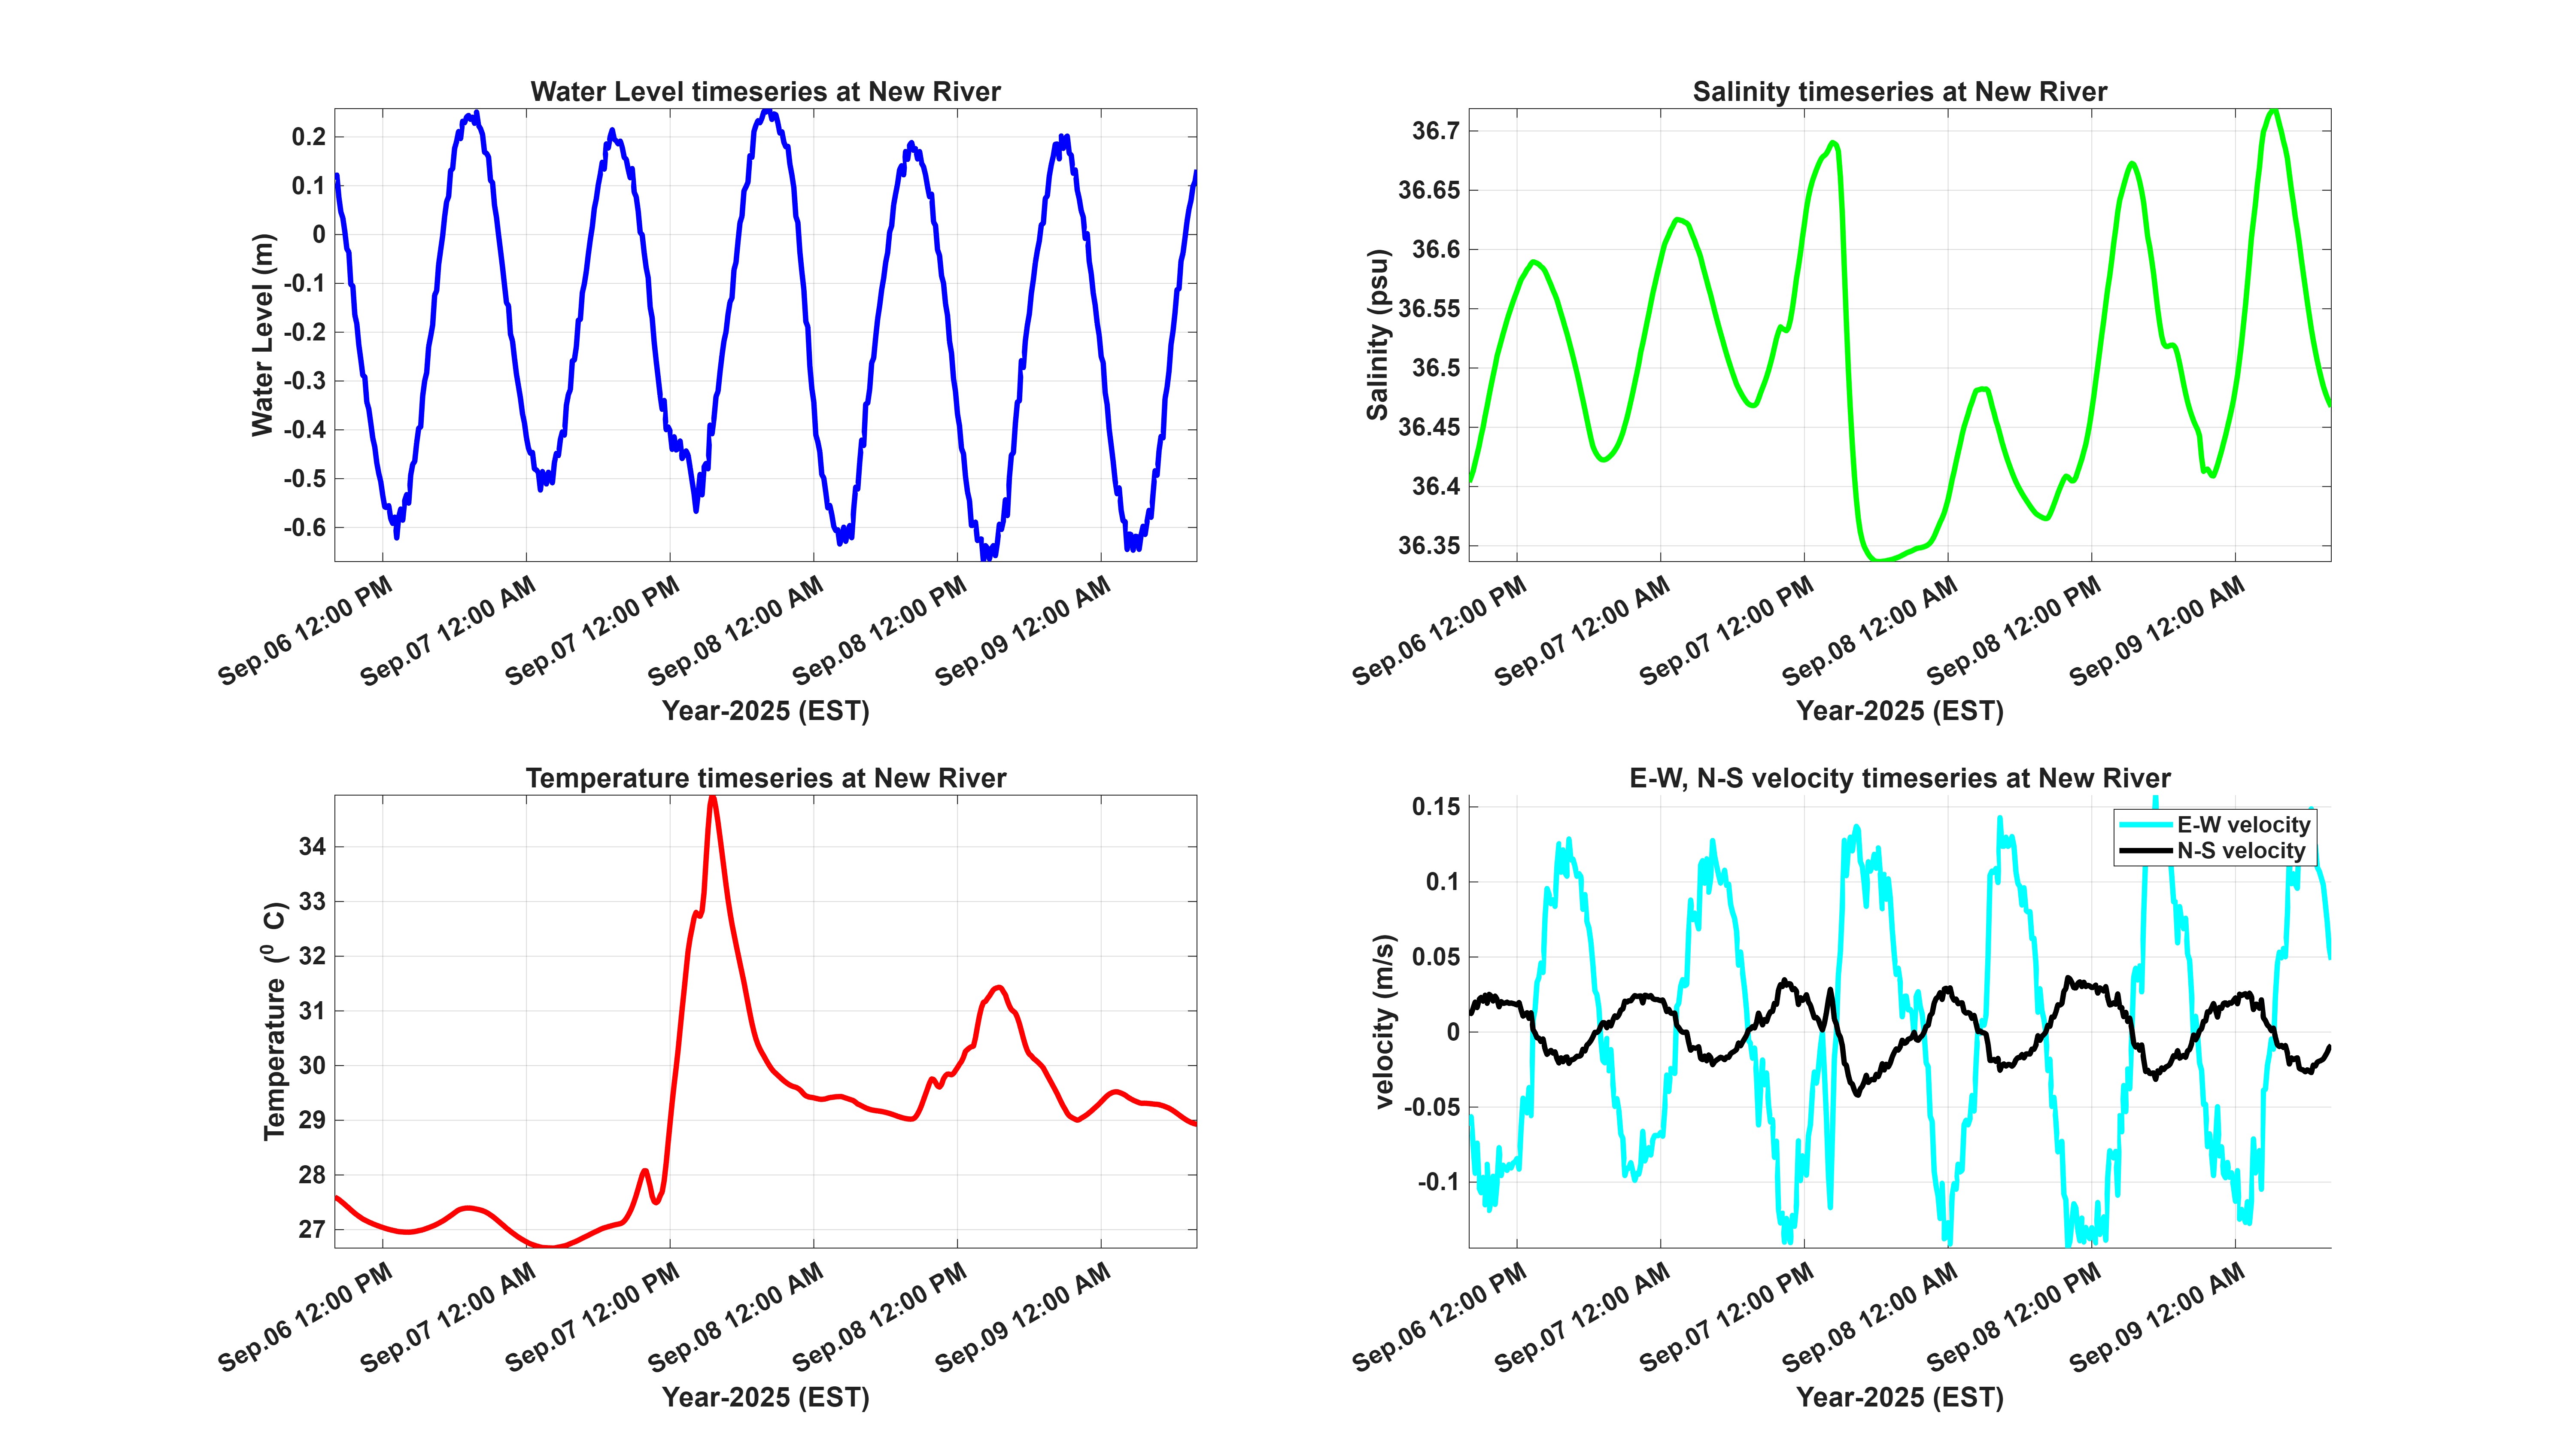 Water Level timeseries at New River
Water Level (m)
0.2
0.1
0
-0.1
-0.2
-0.3
-0.4
-0.5
-0.6
Sep.06 12:00 PM
Sep.07 12:00 AM
Sep.07 12:00 PM
Sep.08 12:00 AM
Sep.08 12:00 PM
Sep.09 12:00 AM
Year-2025 (EST)
Salinity timeseries at New River
Salinity (psu)
36.7
36.65
36.6
36.55
36.5
36.45
36.4
36.35
Sep.06 12:00 PM
Sep.07 12:00 AM
Sep.07 12:00 PM
Sep.08 12:00 AM
Sep.08 12:00 PM
Sep.09 12:00 AM
Year-2025 (EST)
Temperature timeseries at New River
Temperature (⁰ C)
34
33
32
31
30
29
28
27
Sep.06 12:00 PM
Sep.07 12:00 AM
Sep.07 12:00 PM
Sep.08 12:00 AM
Sep.08 12:00 PM
Sep.09 12:00 AM
Year-2025 (EST)
E-W, N-S velocity timeseries at New River
velocity (m/s)
0.15
0.1
0.05
0
-0.05
-0.1
E-W velocity
N-S velocity
Sep.06 12:00 PM
Sep.07 12:00 AM
Sep.07 12:00 PM
Sep.08 12:00 AM
Sep.08 12:00 PM
Sep.09 12:00 AM
Year-2025 (EST)